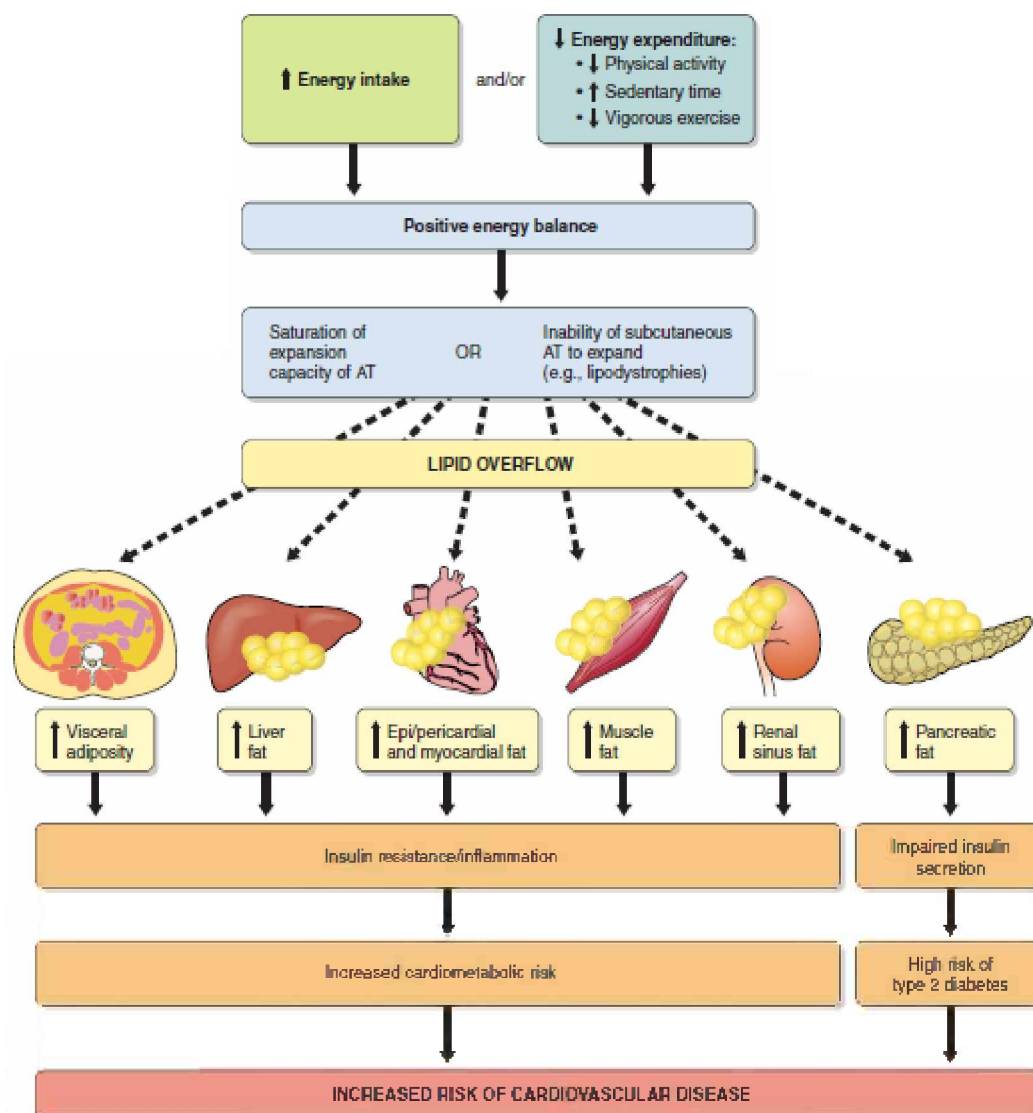 ↑ Energy intake
and/or
↓ Energy expenditure:
• ↓ Physical activity
• ↑ Sedentary time
• ↓ Vigorous exercise
Positive energy balance
Saturation of
expansion
capacity of AT
OR
Inability of subcutaneous
AT to expand
(e.g., lipodystrophies)
LIPID OVERFLOW
↑ Visceral
adiposity
↑ Liver
fat
↑ Epi/pericardial
and myocardial fat
↑ Muscle
fat
↑ Renal
sinus fat
↑ Pancreatic
fat
Insulin resistance/inflammation
Impaired insulin
secretion
Increased cardiometabolic risk
High risk of
type 2 diabetes
INCREASED RISK OF CARDIOVASCULAR DISEASE